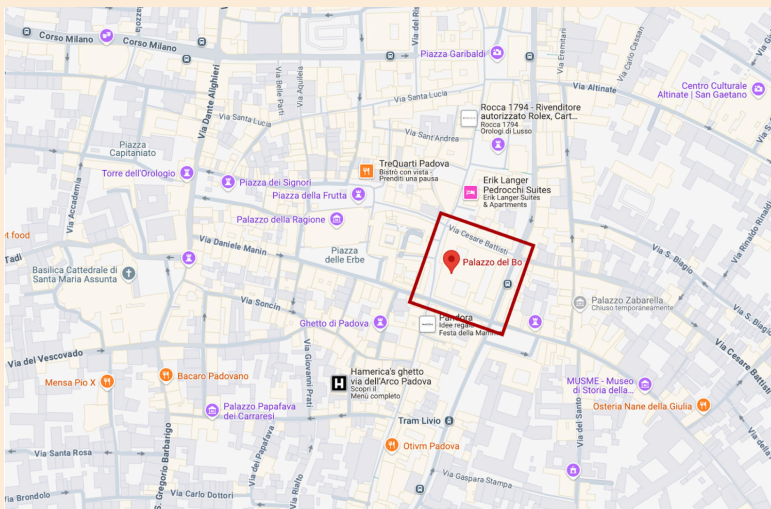 Corso Milano
Corso Milano
Piazza Garibaldi
Via Eremitani
Via Carlo Cassan
Via Altinate
Centro Culturale
Altinate | San Gaetano
Via Dante Alighieri
Via Belle Parti
Via Aquileia
Via Santa Lucia
Via Santa Lucia
Rocca 1794 - Rivenditore
autorizzato Rolex, Cart...
Rocca 1794
Orologi di Lusso
Via Sant'Andrea
Piazza
Capitaniato
Torre dell'Orologio
Piazza dei Signori
TreQuarti Padova
Bistrò con vista -
Prenditi una pausa
Piazza della Frutta
Erik Langer
Pedrocchi Suites
Erik Langer Suites
& Apartments
Via Accademia
Palazzo della Ragione
Via Cesare Battisti
Via Rinaldo Rinaldi
et food
Tadi
Via Daniele Manin
Piazza
delle Erbe
Palazzo del Bo
Via S. Biagio
Basilica Cattedrale di
Santa Maria Assunta
Via Soncin
Palazzo Zabarella
Chiuso temporaneamente
Via S. Biagio
Ghetto di Padova
Pandora
Idee regalo
Festa della Mamma
Via del Vescovado
Via Giovanni Prati
Via Cesare Battisti
Hamerica's ghetto
via dell'Arco Padova
Scopri il
Menù completo
Mensa Pio X
Bacaro Padovano
MUSME - Museo
di Storia della...
Osteria Nane della Giulia
Palazzo Papafava
dei Carraresi
Tram Livio
Via del Santo
Via della
Otivm Padova
Via Santa Rosa
S. Gregorio Barbarigo
Via dei Papafava
Via Rialto
Via Gaspara Stampa
Via Carlo Dottori
Via Brondolo